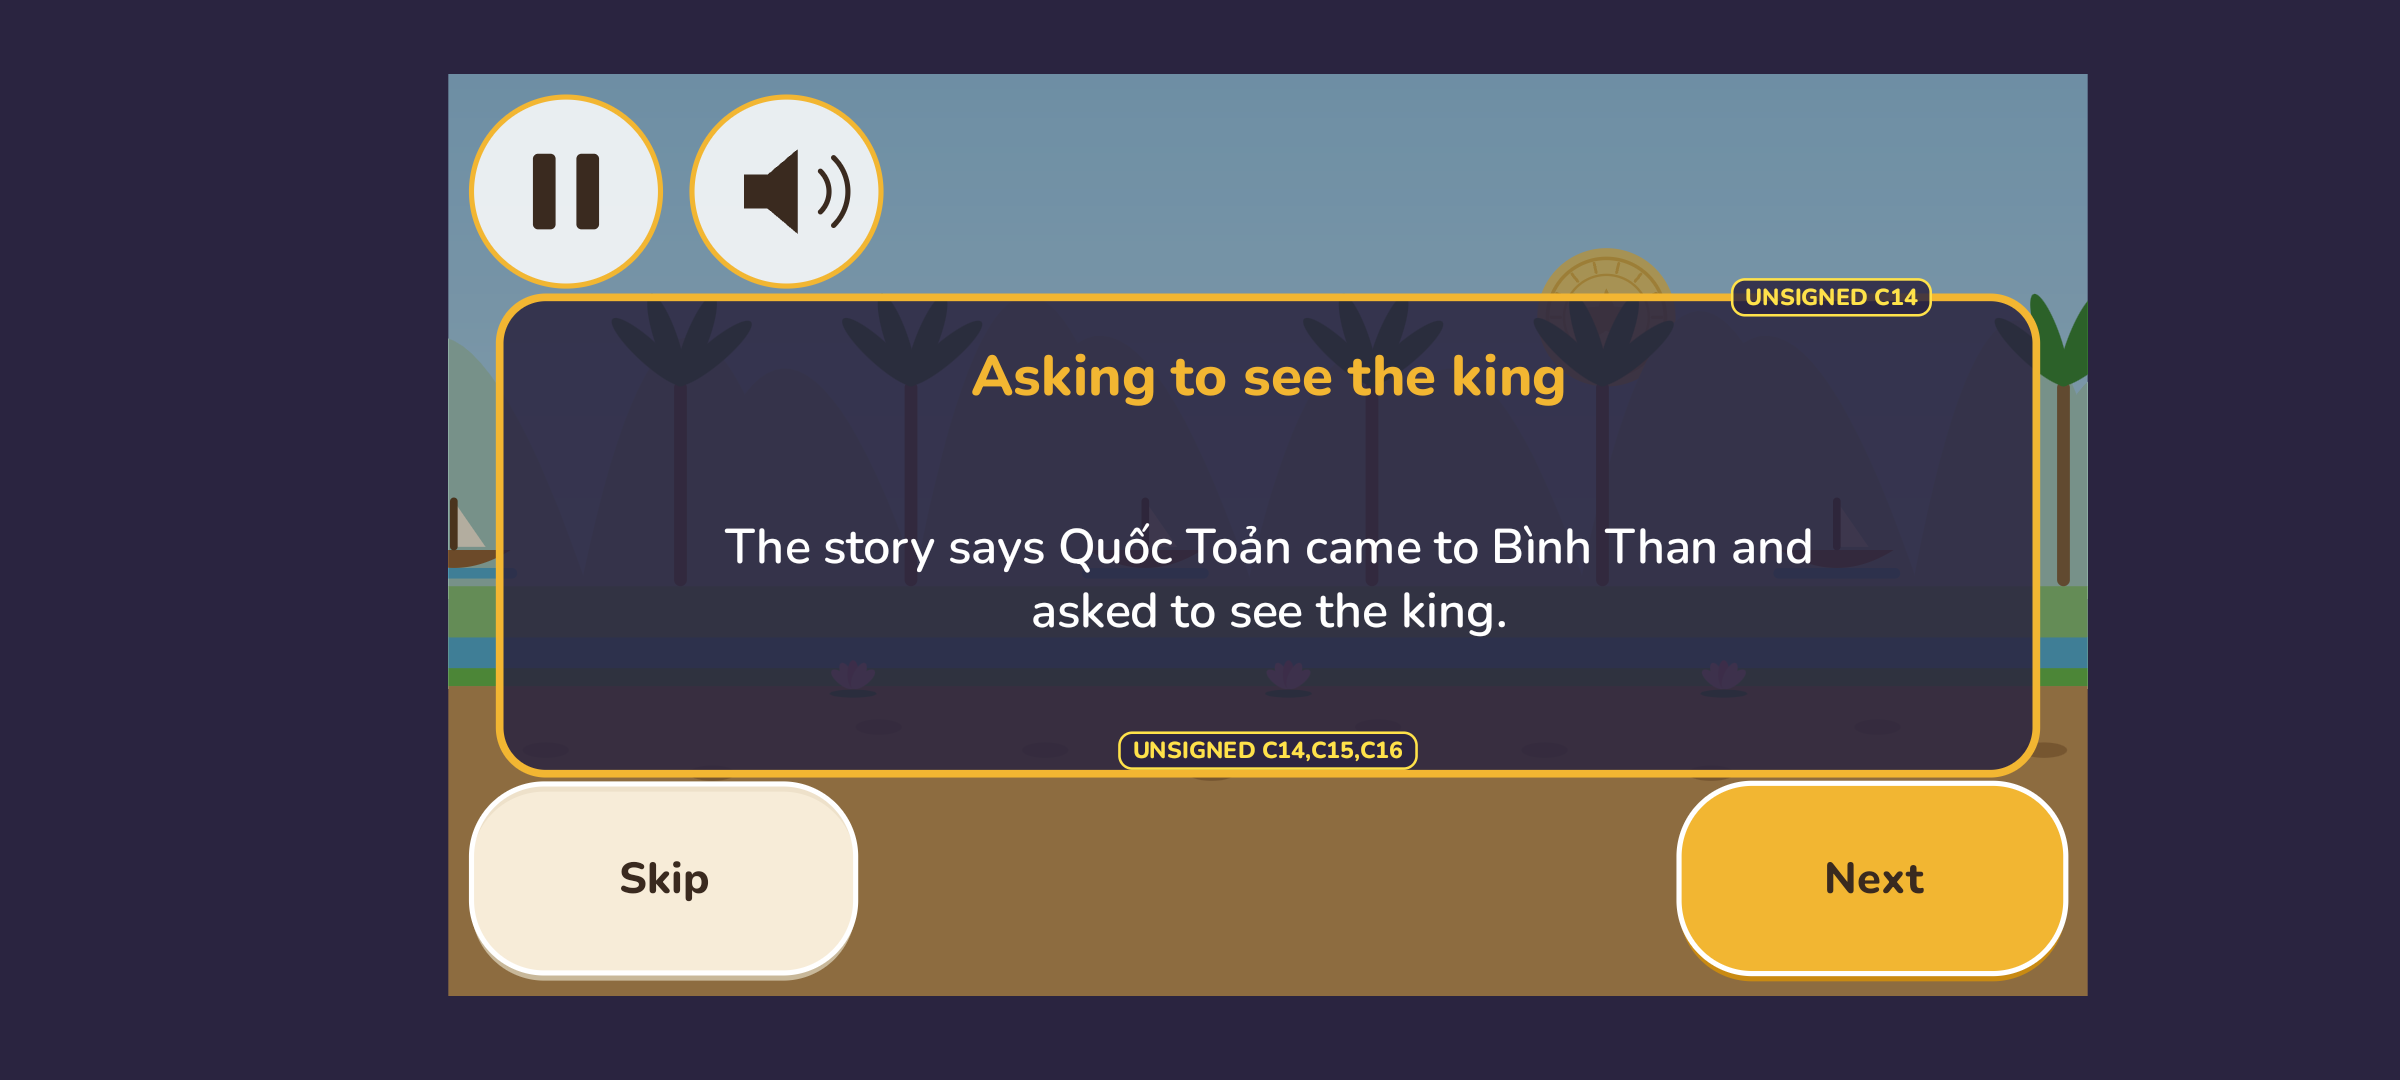 UNSIGNED C14
Asking to see the king
The story says Quốc Toản came to Bình Than and
asked to see the king.
UNSIGNED C14,C15,C16
Skip
Next